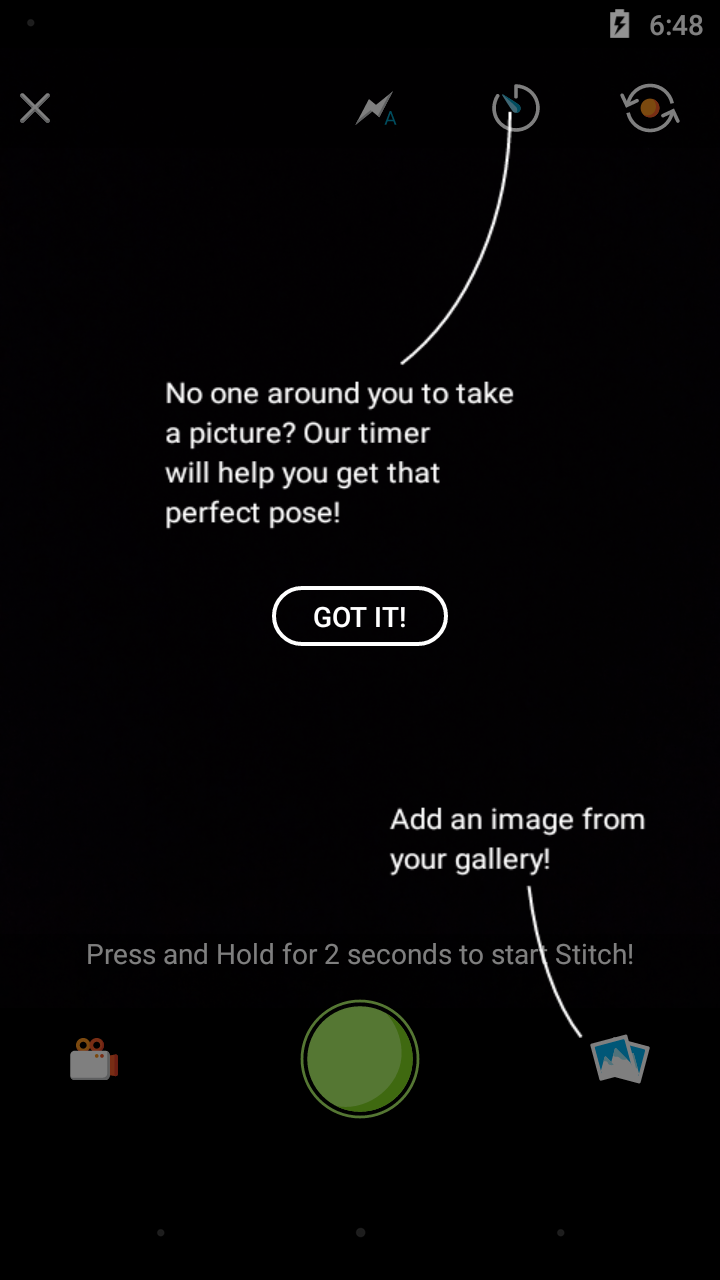 6:48
A
No one around you to take
a picture? Our timer
will help you get that
perfect pose!
GOT IT!
Add an image from
your gallery!
Press and Hold for 2 seconds to start Stitch!